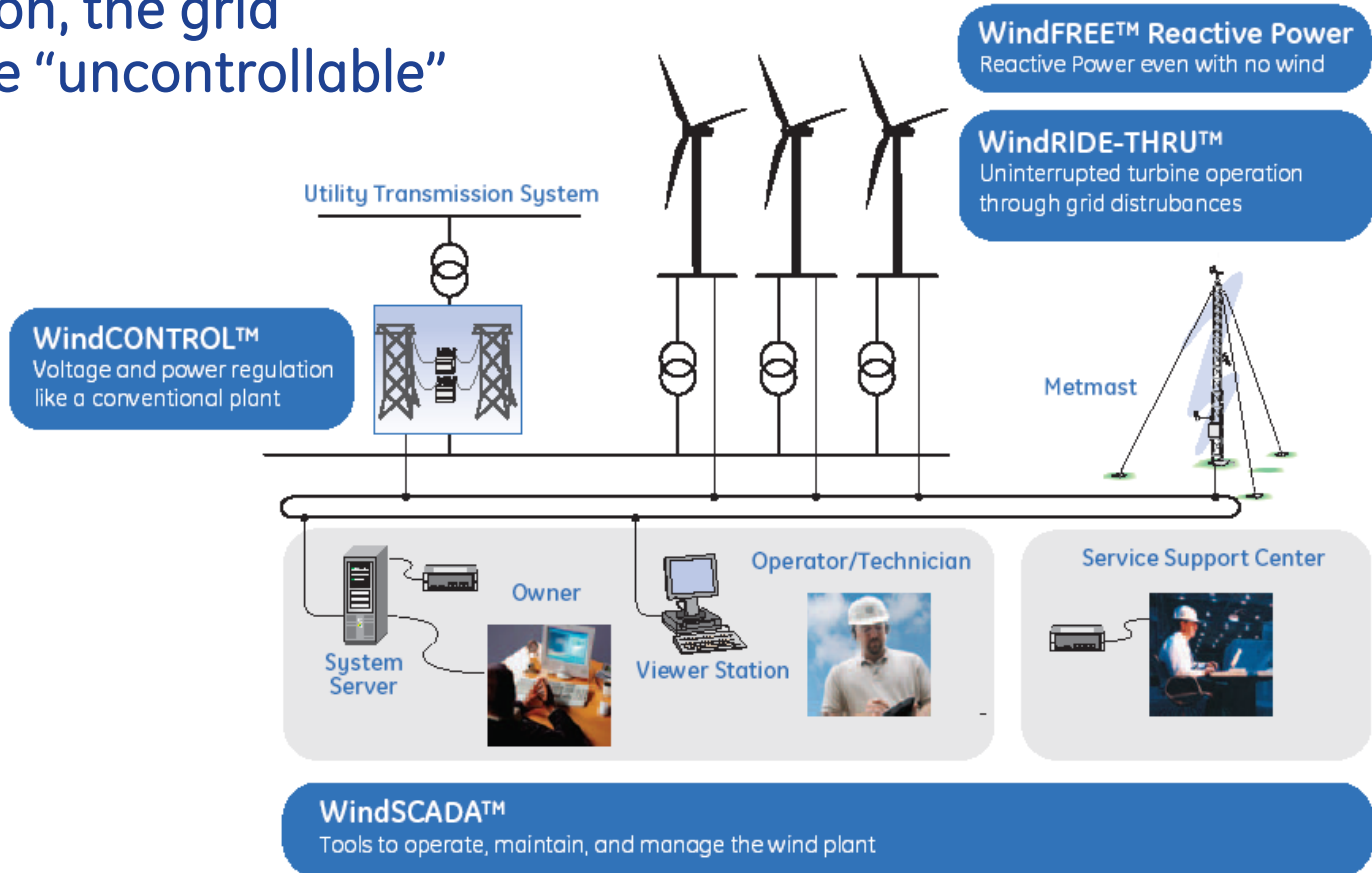 on, the grid
e “uncontrollable”
WindFREE™ Reactive Power
Reactive Power even with no wind
WindRIDE-THRU™
Uninterrupted turbine operation
through grid distrubances
Utility Transmission System
WindCONTROL™
Voltage and power regulation
like a conventional plant
Metmast
Operator/Technician
Service Support Center
Owner
System
Server
Viewer Station
WindSCADA™
Tools to operate, maintain, and manage the wind plant